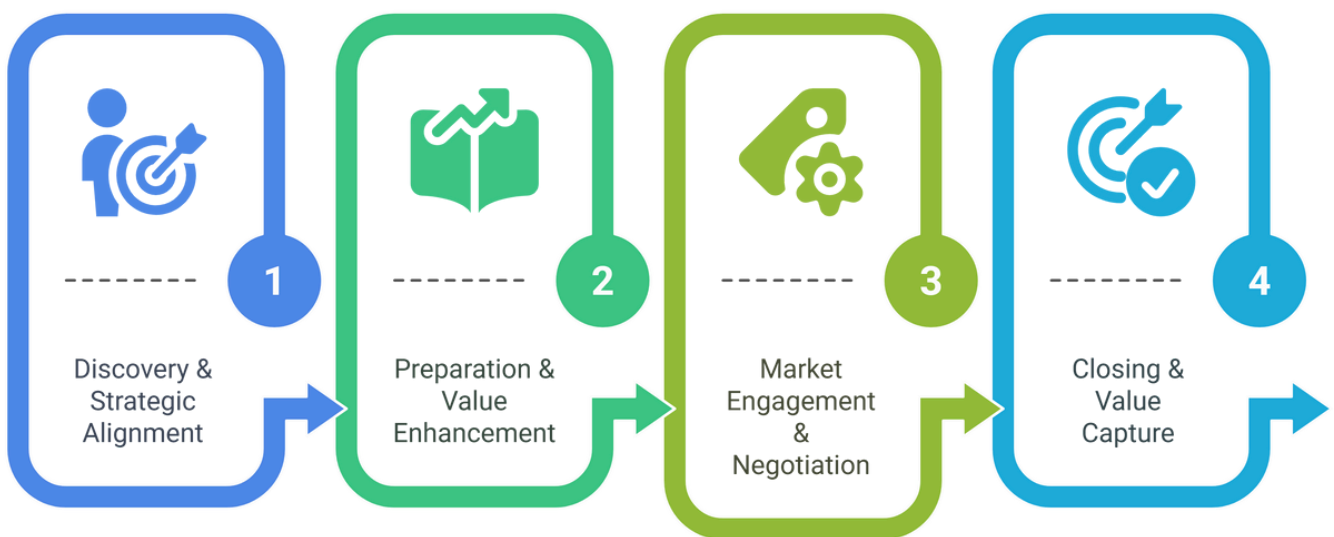 1
Discovery &
Strategic
Alignment
2
Preparation &
Value
Enhancement
3
Market
Engagement
&
Negotiation
4
Closing &
Value
Capture